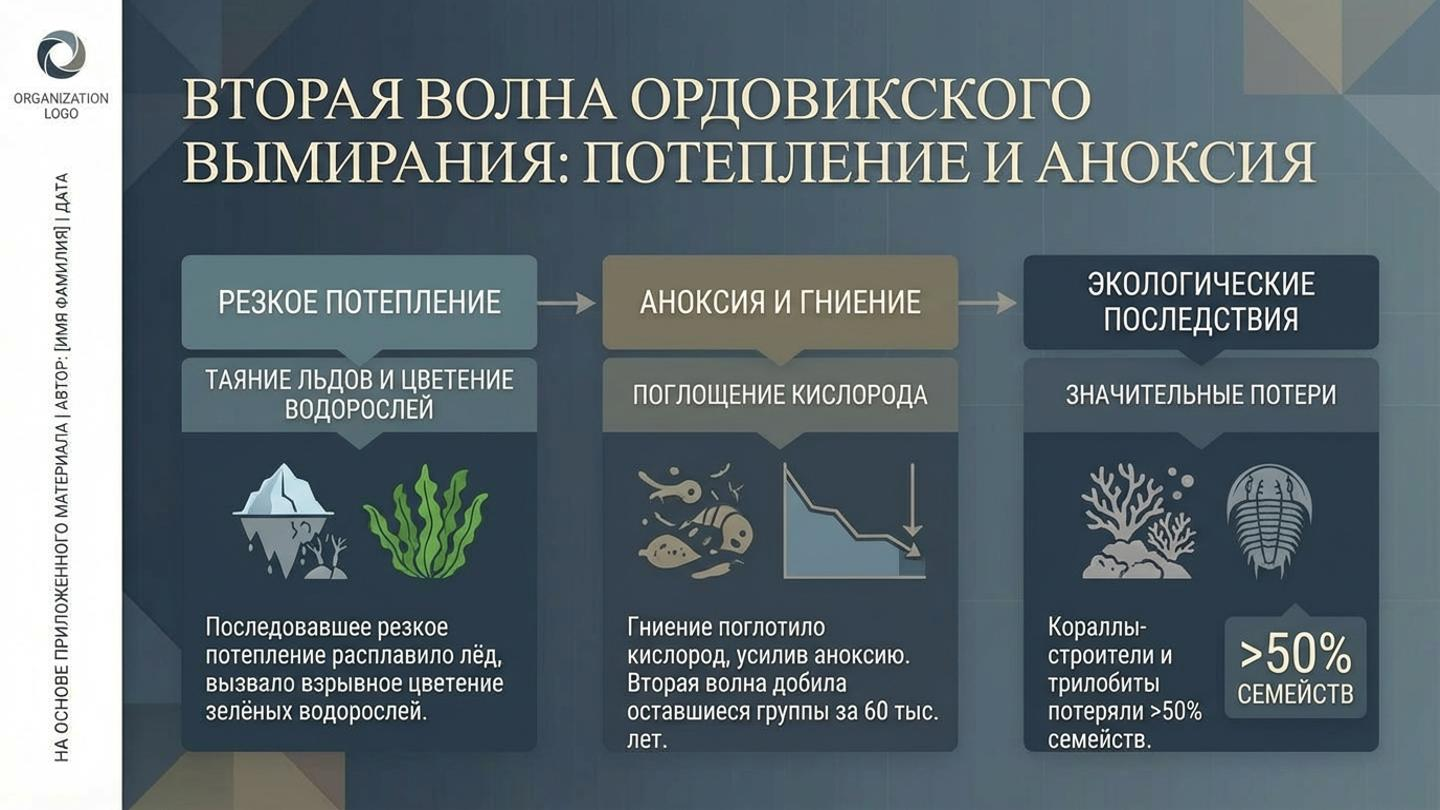 ORGANIZATION
LOGO
НА ОСНОВЕ ПРИЛОЖЕННОГО МАТЕРИАЛА | АВТОР: [ИМЯ ФАМИЛИЯ] | ДАТА
ВТОРАЯ ВОЛНА ОРДОВИКСКОГО
ВЫМИРАНИЯ: ПОТЕПЛЕНИЕ И АНОКСИЯ
РЕЗКОЕ ПОТЕПЛЕНИЕ
ТАЯНИЕ ЛЬДОВ И ЦВЕТЕНИЕ
ВОДОРОСЛЕЙ
Последовавшее резкое
потепление расплавило лёд,
вызвало взрывное цветение
зелёных водорослей.
АНОКСИЯ И ГНИЕНИЕ
ПОГЛОЩЕНИЕ КИСЛОРОДА
Гниение поглотило
кислород, усилив аноксию.
Вторая волна добила
оставшиеся группы за 60 тыс.
лет.
ЭКОЛОГИЧЕСКИЕ
ПОСЛЕДСТВИЯ
ЗНАЧИТЕЛЬНЫЕ ПОТЕРИ
Кораллы-
строители и
трилобиты
потеряли >50%
семейств.
>50%
СЕМЕЙСТВ